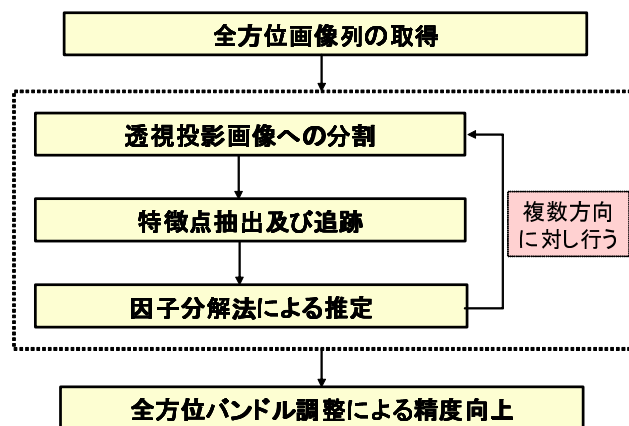 全方位画像列の取得
透視投影画像への分割
特徴点抽出及び追跡
複数方向
に対し行う
因子分解法による推定
全方位バンドル調整による精度向上